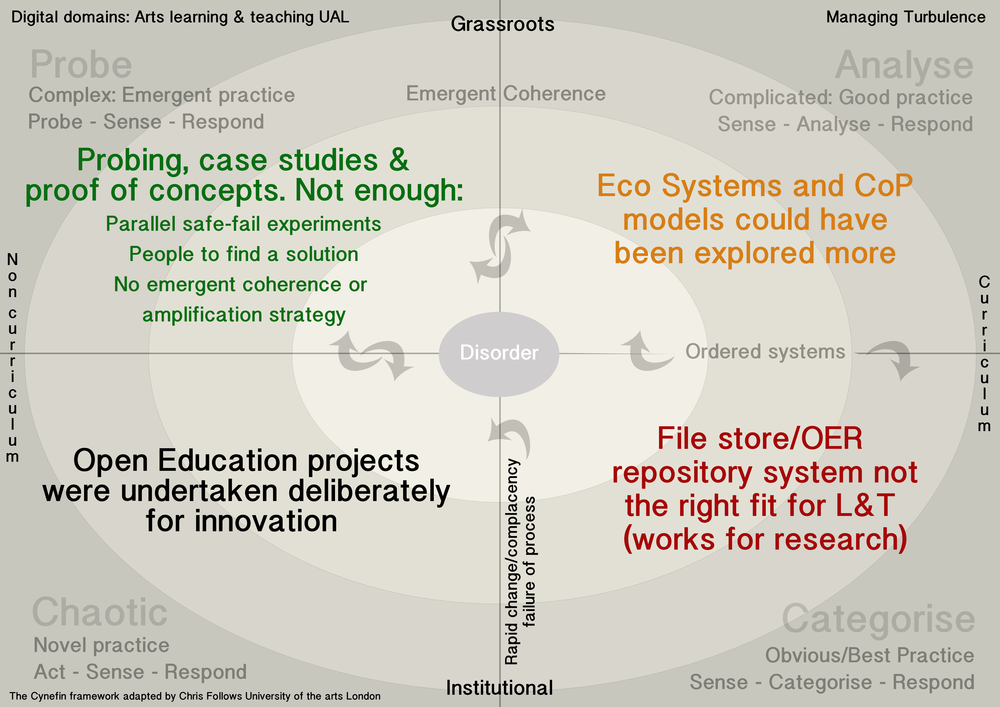 Digital domains: Arts learning & teaching UAL
Managing Turbulence
Grassroots
Probe
Complex: Emergent practice
Probe - Sense - Respond
Emergent Coherence
Analyse
Complicated: Good practice
Sense - Analyse - Respond
Probing, case studies &
proof of concepts. Not enough:
Parallel safe-fail experiments
People to find a solution
No emergent coherence or
amplification strategy
Eco Systems and CoP
models could have
been explored more
Non curriculum
Disorder
Ordered systems
Curriculum
Open Education projects
were undertaken deliberately
for innovation
Rapid change/complacency
failure of process
File store/OER
repository system not
the right fit for L&T
(works for research)
Chaotic
Novel practice
Act - Sense - Respond
Categorise
Obvious/Best Practice
Sense - Categorise - Respond
Institutional
The Cynefin framework adapted by Chris Follows University of the arts London